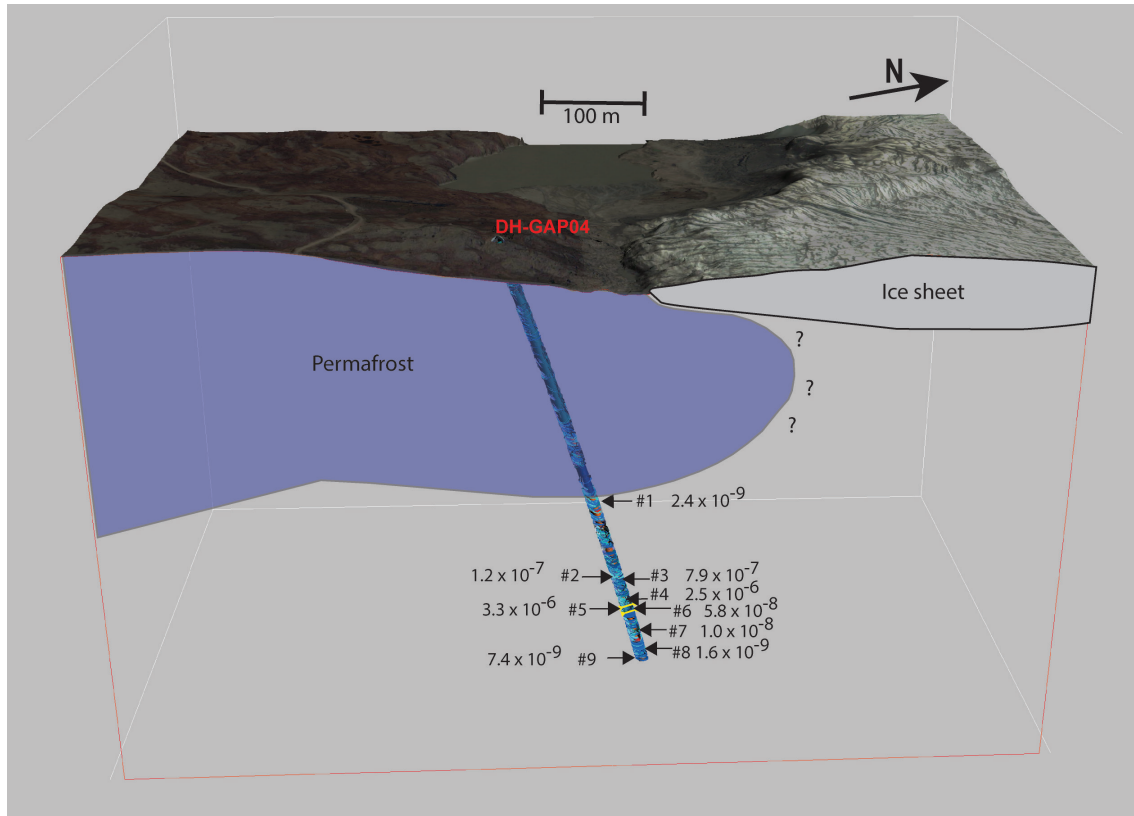 N
100 m
DH-GAP04
Ice sheet
?
Permafrost
?
?
#1 2.4 x 10-9
1.2 x 10-7 #2 #3 7.9 x 10-7
#4 2.5 x 10-6
3.3 x 10-6 #5 #6 5.8 x 10-8
#7 1.0 x 10-8
#8 1.6 x 10-9
7.4 x 10-9 #9